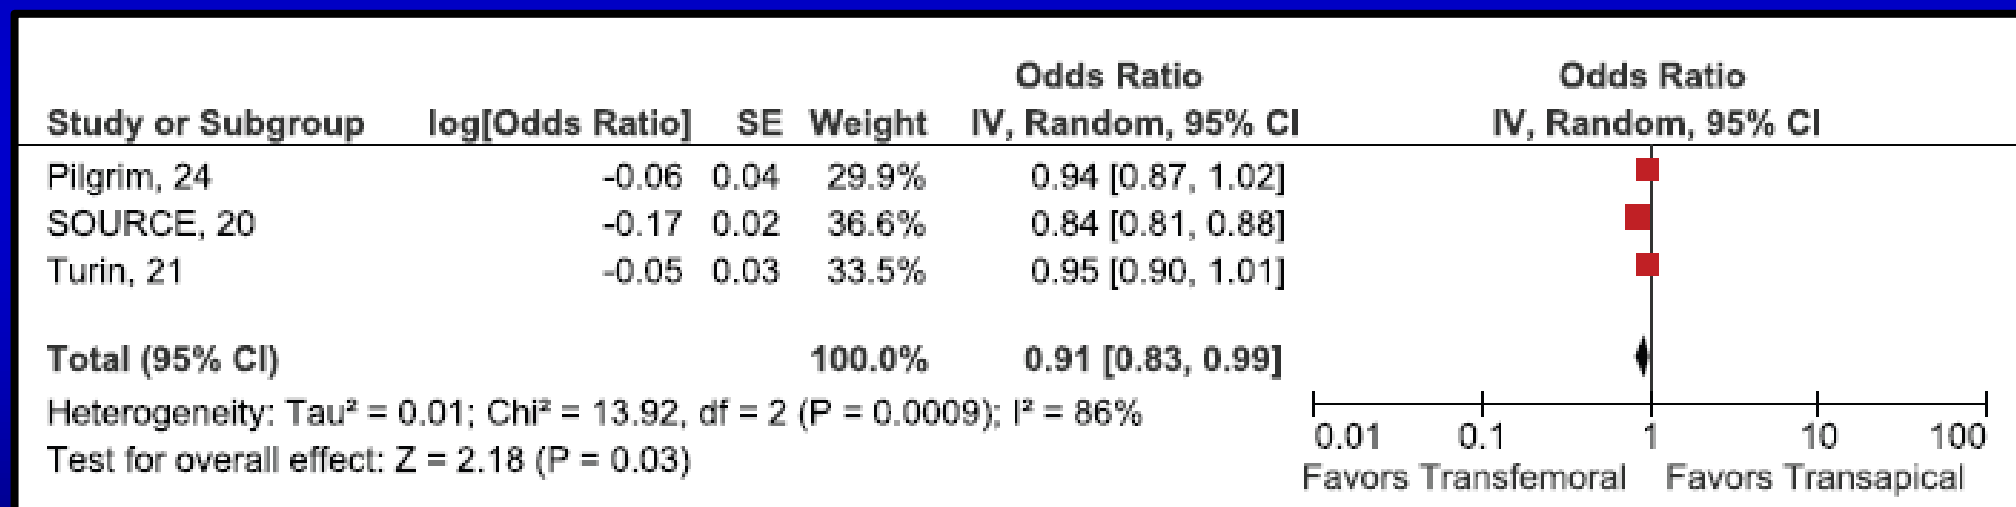 Odds Ratio Odds Ratio
Study or Subgroup log[Odds Ratio] SE Weight IV, Random, 95% CI IV, Random, 95% CI
Pilgrim, 24 -0.06 0.04 29.9% 0.94 [0.87, 1.02]
SOURCE, 20 -0.17 0.02 36.6% 0.84 [0.81, 0.88]
Turin, 21 -0.05 0.03 33.5% 0.95 [0.90, 1.01]
Total (95% CI) 100.0% 0.91 [0.83, 0.99]
Heterogeneity: Tau² = 0.01; Chi² = 13.92, df = 2 (P = 0.0009); I² = 86%
Test for overall effect: Z = 2.18 (P = 0.03)
0.01 0.1 1 10 100
Favors Transfemoral Favors Transapical